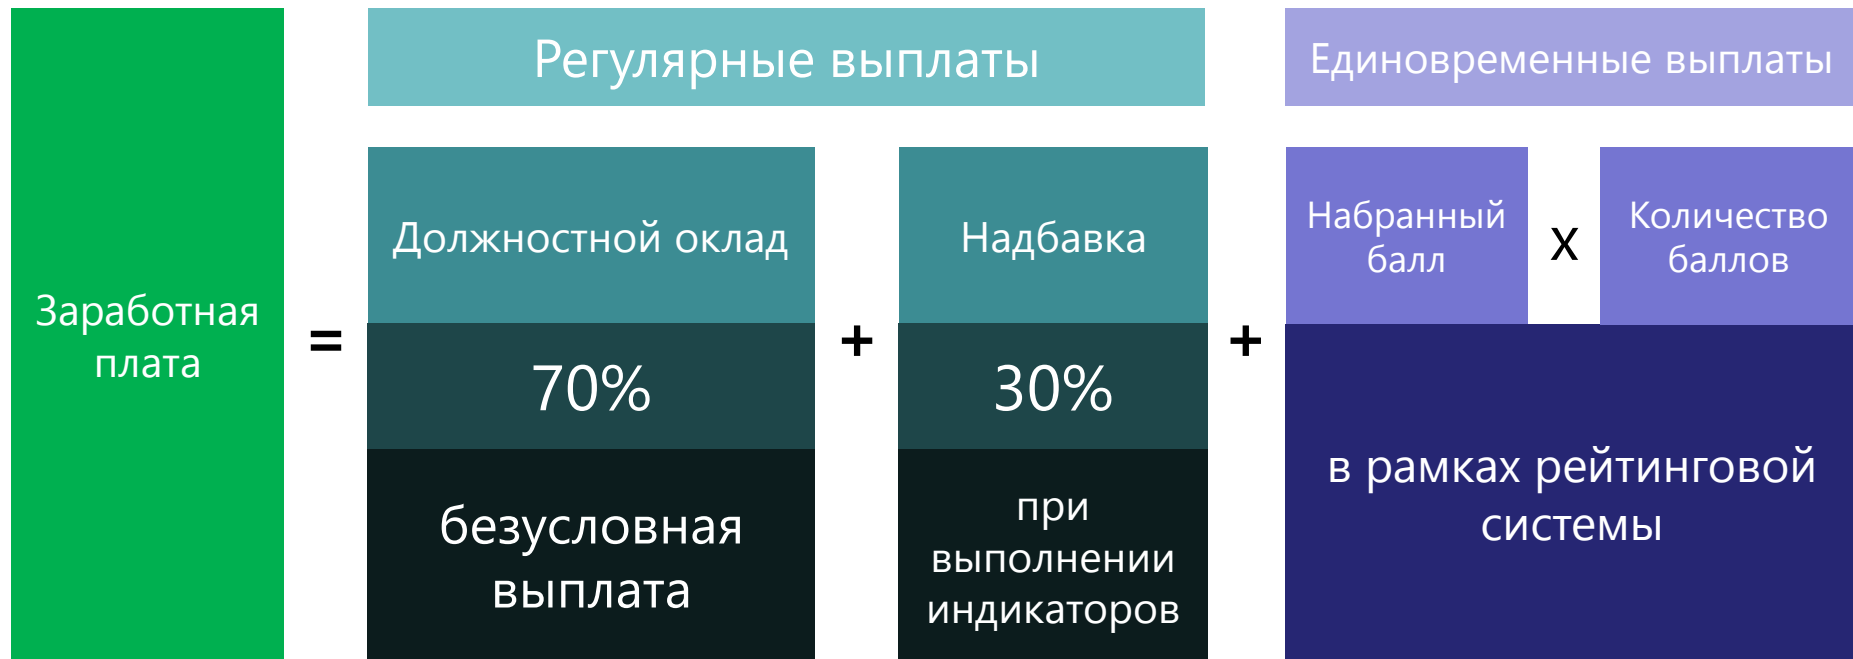 Регулярные выплаты
Единовременные выплаты
Заработная
плата
=
Должностной оклад
70%
безусловная
выплата
+
Надбавка
30%
при
выполнении
индикаторов
+
Набранный
балл
x
Количество
баллов
в рамках рейтинговой
системы